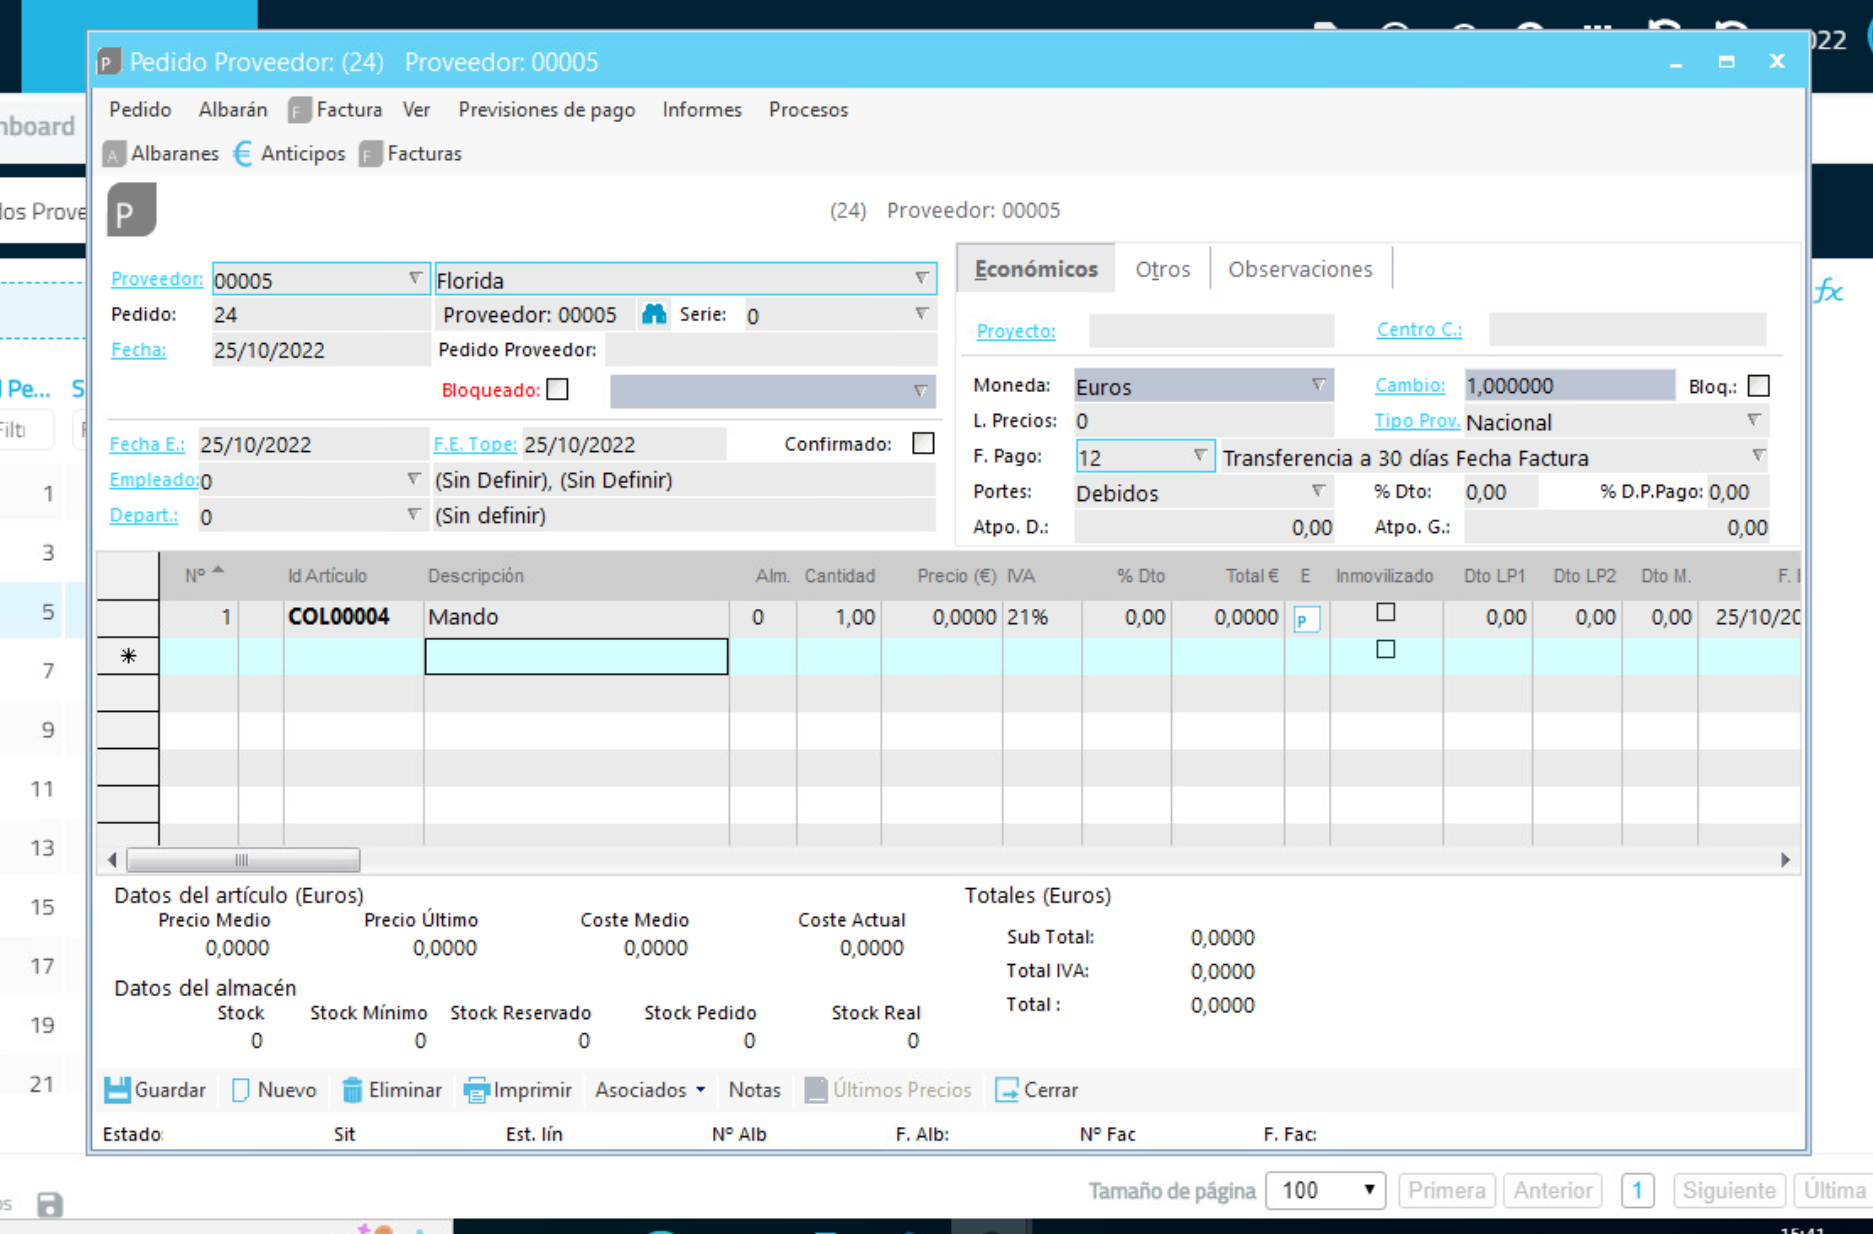 022
P Pedido Proveedor: (24) Proveedor: 00005
Pedido Albarán F Factura Ver Previsiones de pago Informes Procesos
nboard
A Albaranes € Anticipos F Facturas
los Prove
P
(24) Proveedor: 00005
Proveedor: 00005 Florida
Pedido: 24 Proveedor: 00005 Serie: 0
Fecha: 25/10/2022 Pedido Proveedor:
Bloqueado:
Fecha E.: 25/10/2022 F.E. Tope: 25/10/2022 Confirmado:
Empleado: 0 (Sin Definir), (Sin Definir)
Depart.: 0 (Sin definir)
Económicos Otros Observaciones
fx
Proyecto: Centro C.:
Moneda: Euros Cambio: 1,000000 Bloq.:
L. Precios: 0 Tipo Prov. Nacional
F. Pago: 12 Transferencia a 30 días Fecha Factura
Portes: Debidos % Dto: 0,00 % D.P.Pago: 0,00
Atpo. D.: 0,00 Atpo. G.: 0,00
Pe... S
Filt
Nº Id Artículo Descripción Alm. Cantidad Precio (€) IVA % Dto Total € E Inmovilizado Dto LP1 Dto LP2 Dto M. F. E
1 COL00004 Mando 0 1,00 0,0000 21% 0,00 0,0000 P 0,00 0,00 0,00 25/10/20
*
1
3
5
7
9
11
13
15
17
19
21
Datos del artículo (Euros)
Precio Medio Precio Último Coste Medio Coste Actual
0,0000 0,0000 0,0000 0,0000
Datos del almacén
Stock Stock Mínimo Stock Reservado Stock Pedido Stock Real
0 0 0 0 0
Totales (Euros)
Sub Total: 0,0000
Total IVA: 0,0000
Total : 0,0000
Guardar Nuevo Eliminar Imprimir Asociados Notas Últimos Precios Cerrar
Estado: Sit Est. lín Nº Alb F. Alb: Nº Fac F. Fac:
os
Tamaño de página 100 Primera Anterior 1 Siguiente Última
15:41